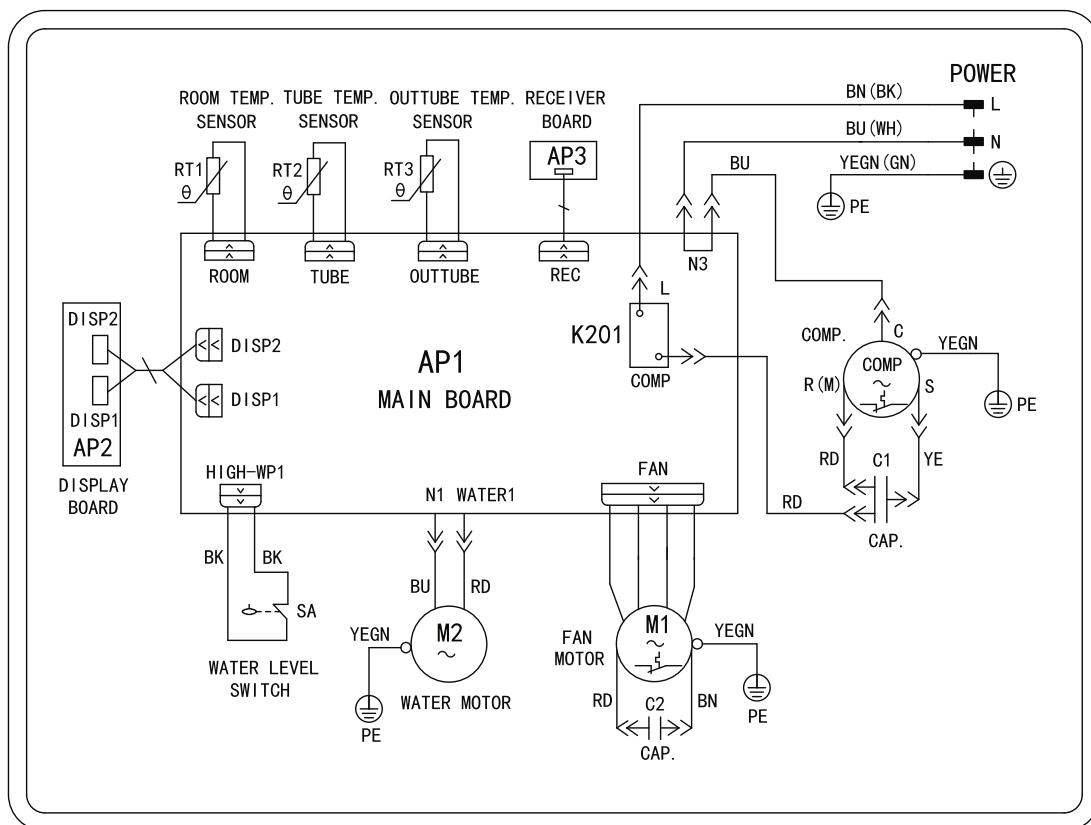 POWER
BN(BK)
L
BU(WH)
N
BU
YEGN(GN)
PE
ROOM TEMP. TUBE TEMP. OUTTUBE TEMP. RECEIVER
SENSOR SENSOR SENSOR BOARD
RT1
θ
RT2
θ
RT3
θ
AP3
ROOM
TUBE
OUTTUBE
REC
N3
L
K201
COMP
DISP2
DISP1
AP2
DISPLAY
BOARD
DISP2
DISP1
AP1
MAIN BOARD
COMP.
C
COMP
~
R(M)
S
YEGN
PE
RD
C1
YE
RD
CAP.
HIGH-WP1
BK
BK
SA
WATER LEVEL
SWITCH
N1 WATER1
BU
RD
M2
~
YEGN
PE
WATER MOTOR
FAN
M1
~
FAN
MOTOR
YEGN
PE
RD
C2
BN
CAP.